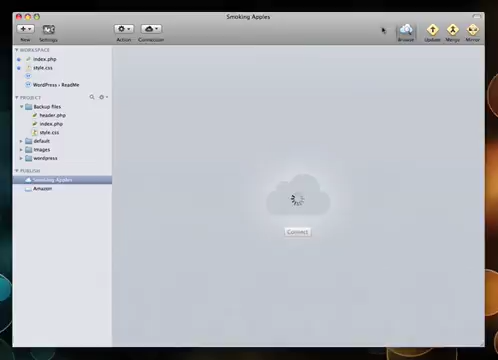 Smoking Apples
New
Settings
Action
Connection
Browse
Update
Merge
Mirror
WORKSPACE
index.php
style.css
WordPress › ReadMe
PROJECT
Backup files
header.php
index.php
style.css
default
images
wordpress
PUBLISH
Smoking Apples
Amazon
Connect